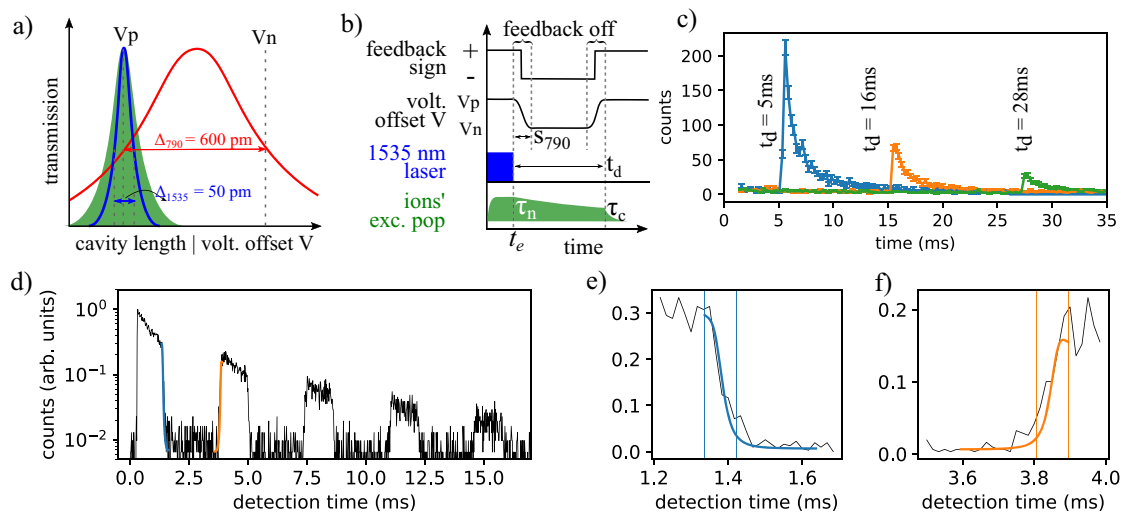 a)
Vp
Vn
transmission
Δ790 = 600 pm
Δ1535 = 50 pm
cavity length | volt. offset V
b)
feedback off
feedback
sign
+
-
volt.
offset V
Vp
Vn
s790
1535 nm
laser
td
ions'
exc. pop
τn
τc
te
time
c)
counts
200
150
100
50
0
td = 5ms
td = 16ms
td = 28ms
0 5 10 15 20 25 30 35
time (ms)
d)
counts (arb. units)
10^0
10^-1
10^-2
0.0 2.5 5.0 7.5 10.0 12.5 15.0
detection time (ms)
e)
0.3
0.2
0.1
0.0
1.2 1.4 1.6
detection time (ms)
f)
0.2
0.1
0.0
3.6 3.8 4.0
detection time (ms)